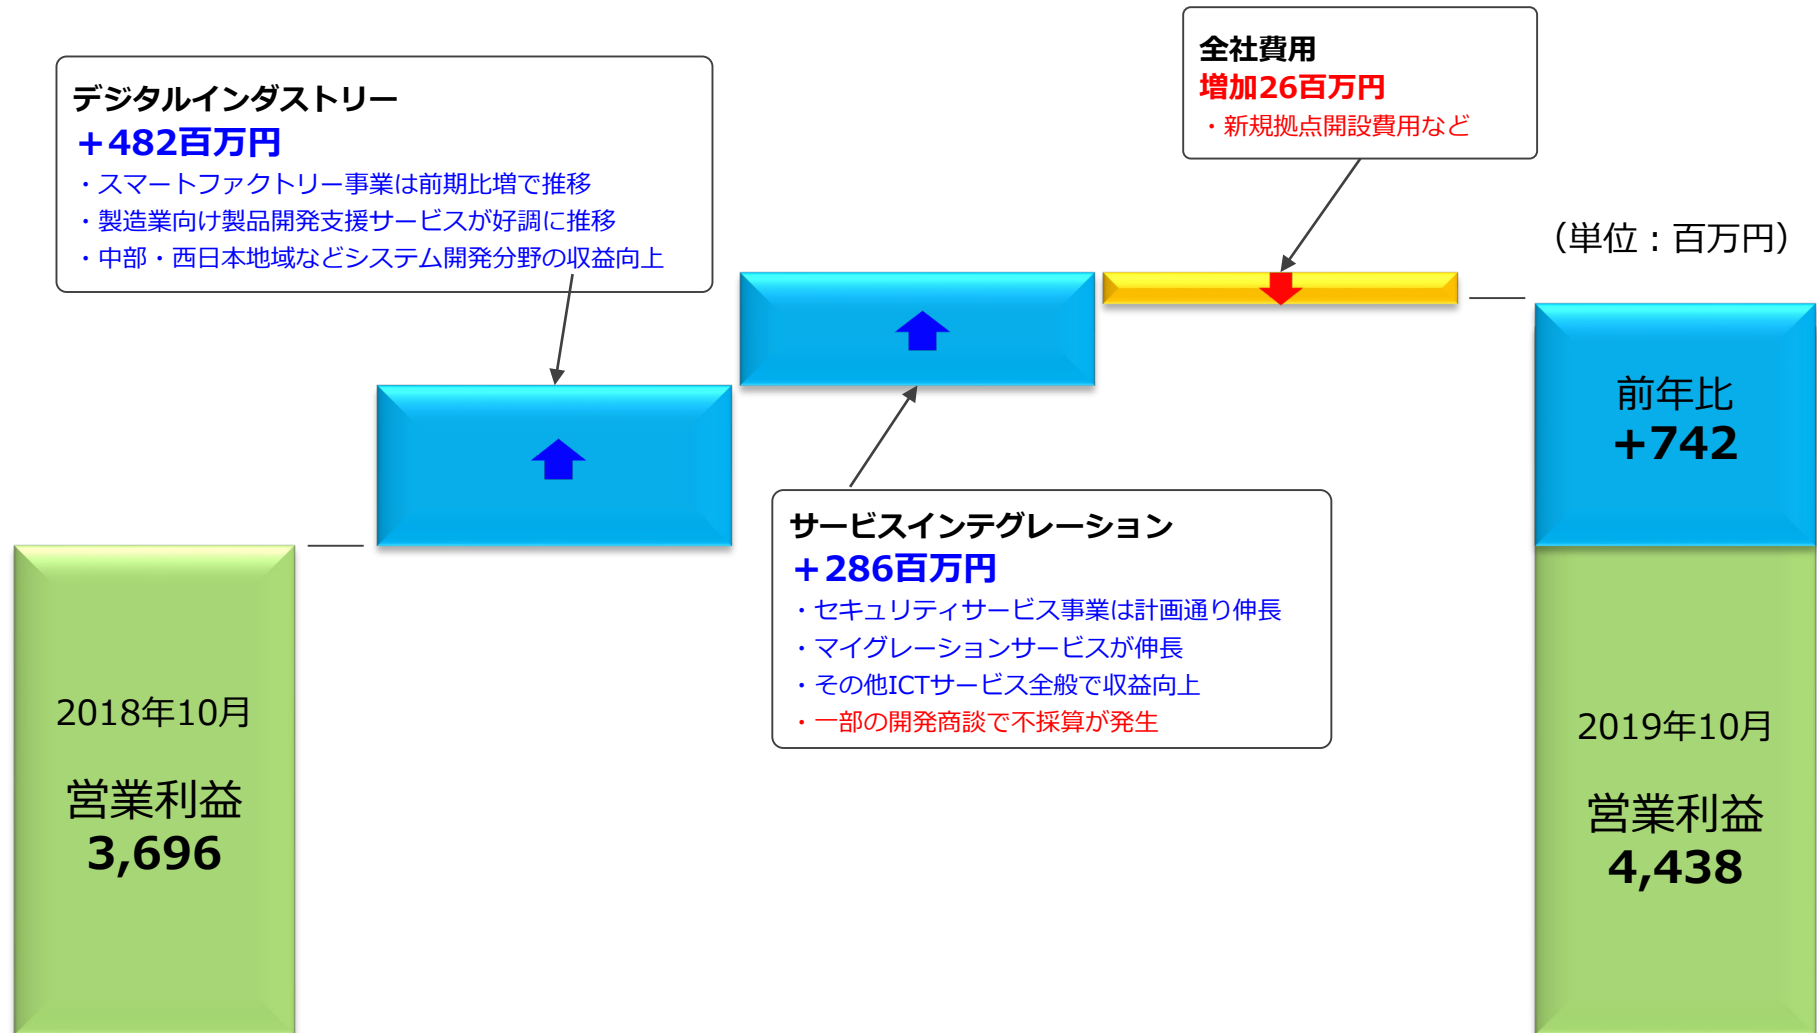 全社費用
増加26百万円
・新規拠点開設費用など
デジタルインダストリー
+482百万円
・スマートファクトリー事業は前期比増で推移
・製造業向け製品開発支援サービスが好調に推移
・中部・西日本地域などシステム開発分野の収益向上
（単位：百万円）
前年比
+742
サービスインテグレーション
+286百万円
・セキュリティサービス事業は計画通り伸長
・マイグレーションサービスが伸長
・その他ICTサービス全般で収益向上
・一部の開発商談で不採算が発生
2018年10月
営業利益
3,696
2019年10月
営業利益
4,438